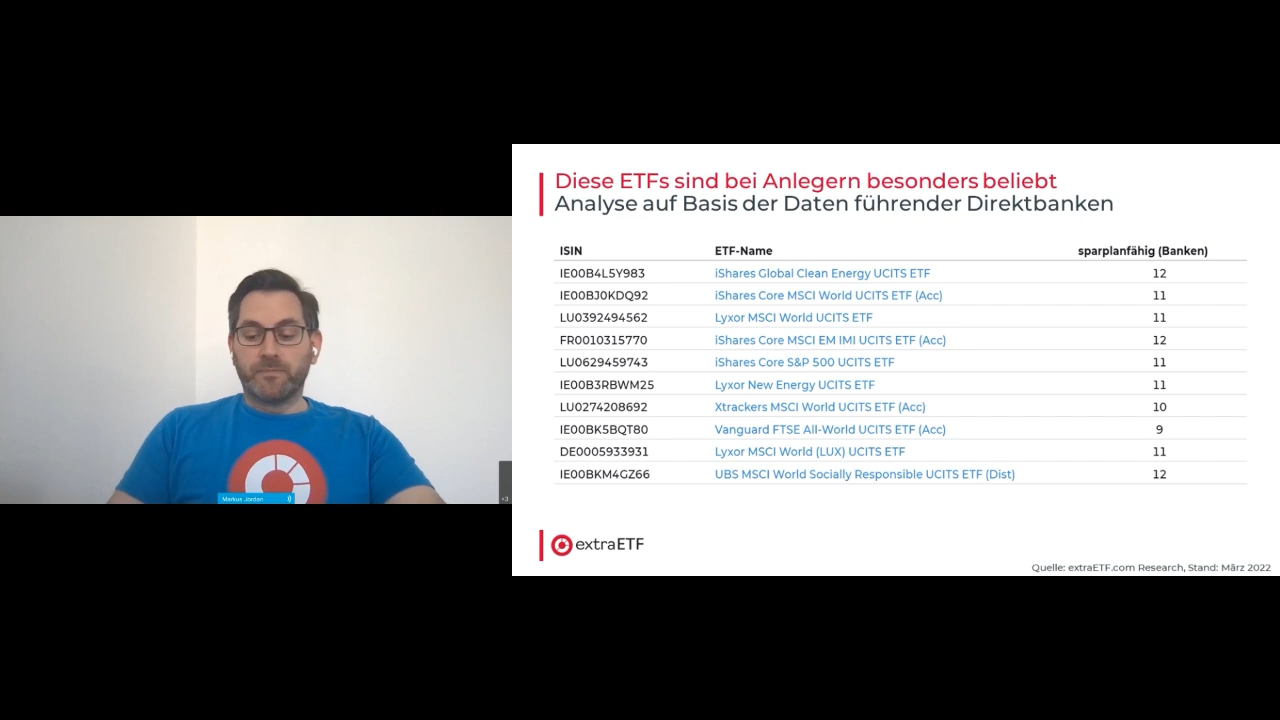 Diese ETFs sind bei Anlegern besonders beliebt
Analyse auf Basis der Daten führender Direktbanken
ISIN ETF-Name sparplanfähig (Banken)
IE00B4L5Y983 iShares Global Clean Energy UCITS ETF 12
IE00BJ0KDQ92 iShares Core MSCI World UCITS ETF (Acc) 11
LU0392494562 Lyxor MSCI World UCITS ETF 11
FR0010315770 iShares Core MSCI EM IMI UCITS ETF (Acc) 12
LU0629459743 iShares Core S&P 500 UCITS ETF 11
IE00B3RBWM25 Lyxor New Energy UCITS ETF 11
LU0274208692 Xtrackers MSCI World UCITS ETF (Acc) 10
IE00BK5BQT80 Vanguard FTSE All-World UCITS ETF (Acc) 9
DE0005933931 Lyxor MSCI World (LUX) UCITS ETF 11
IE00BKM4GZ66 UBS MSCI World Socially Responsible UCITS ETF (Dist) 12
extraETF
Quelle: extraETF.com Research, Stand: März 2022
Markus Jordan
+3